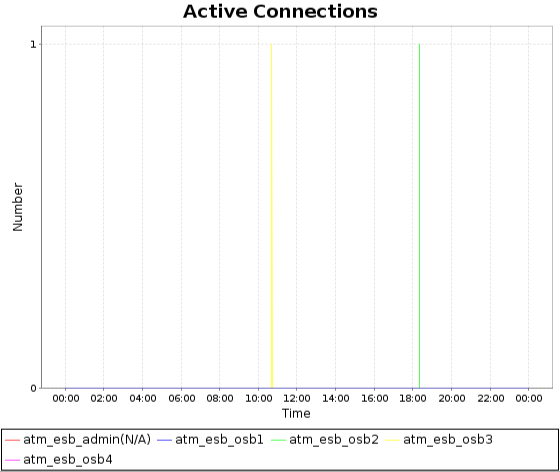 Active Connections
1
Number
0
00:00 02:00 04:00 06:00 08:00 10:00 12:00 14:00 16:00 18:00 20:00 22:00 00:00
Time
atm_esb_admin(N/A) atm_esb_osb1 atm_esb_osb2 atm_esb_osb3
atm_esb_osb4